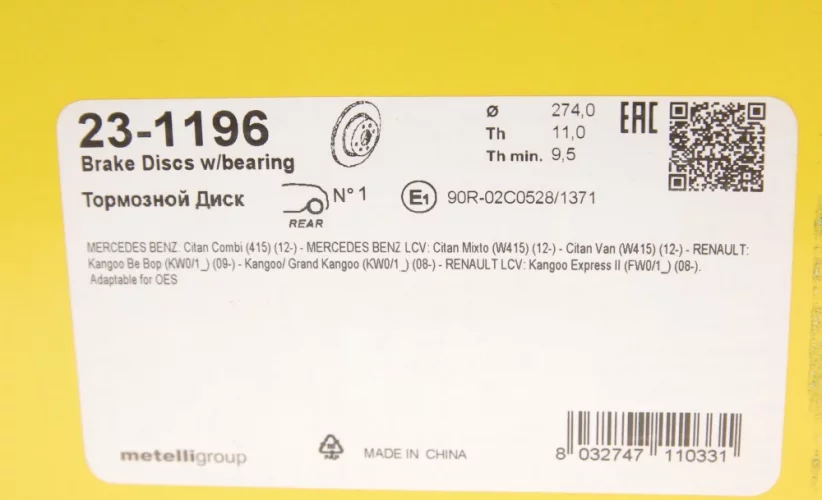 23-1196
Brake Discs w/bearing
Тормозной Диск
REAR
N° 1
Ø 274,0
Th 11,0
Th min. 9,5
EAC
E1 90R-02C0528/1371
MERCEDES BENZ: Citan Combi (415) (12-) - MERCEDES BENZ LCV: Citan Mixto (W415) (12-) - Citan Van (W415) (12-) - RENAULT:
Kangoo Be Bop (KW0/1_) (09-) - Kangoo/ Grand Kangoo (KW0/1_) (08-) - RENAULT LCV: Kangoo Express II (FW0/1_) (08-).
Adaptable for OES
metelligroup
PAP
MADE IN CHINA
8 032747 110331